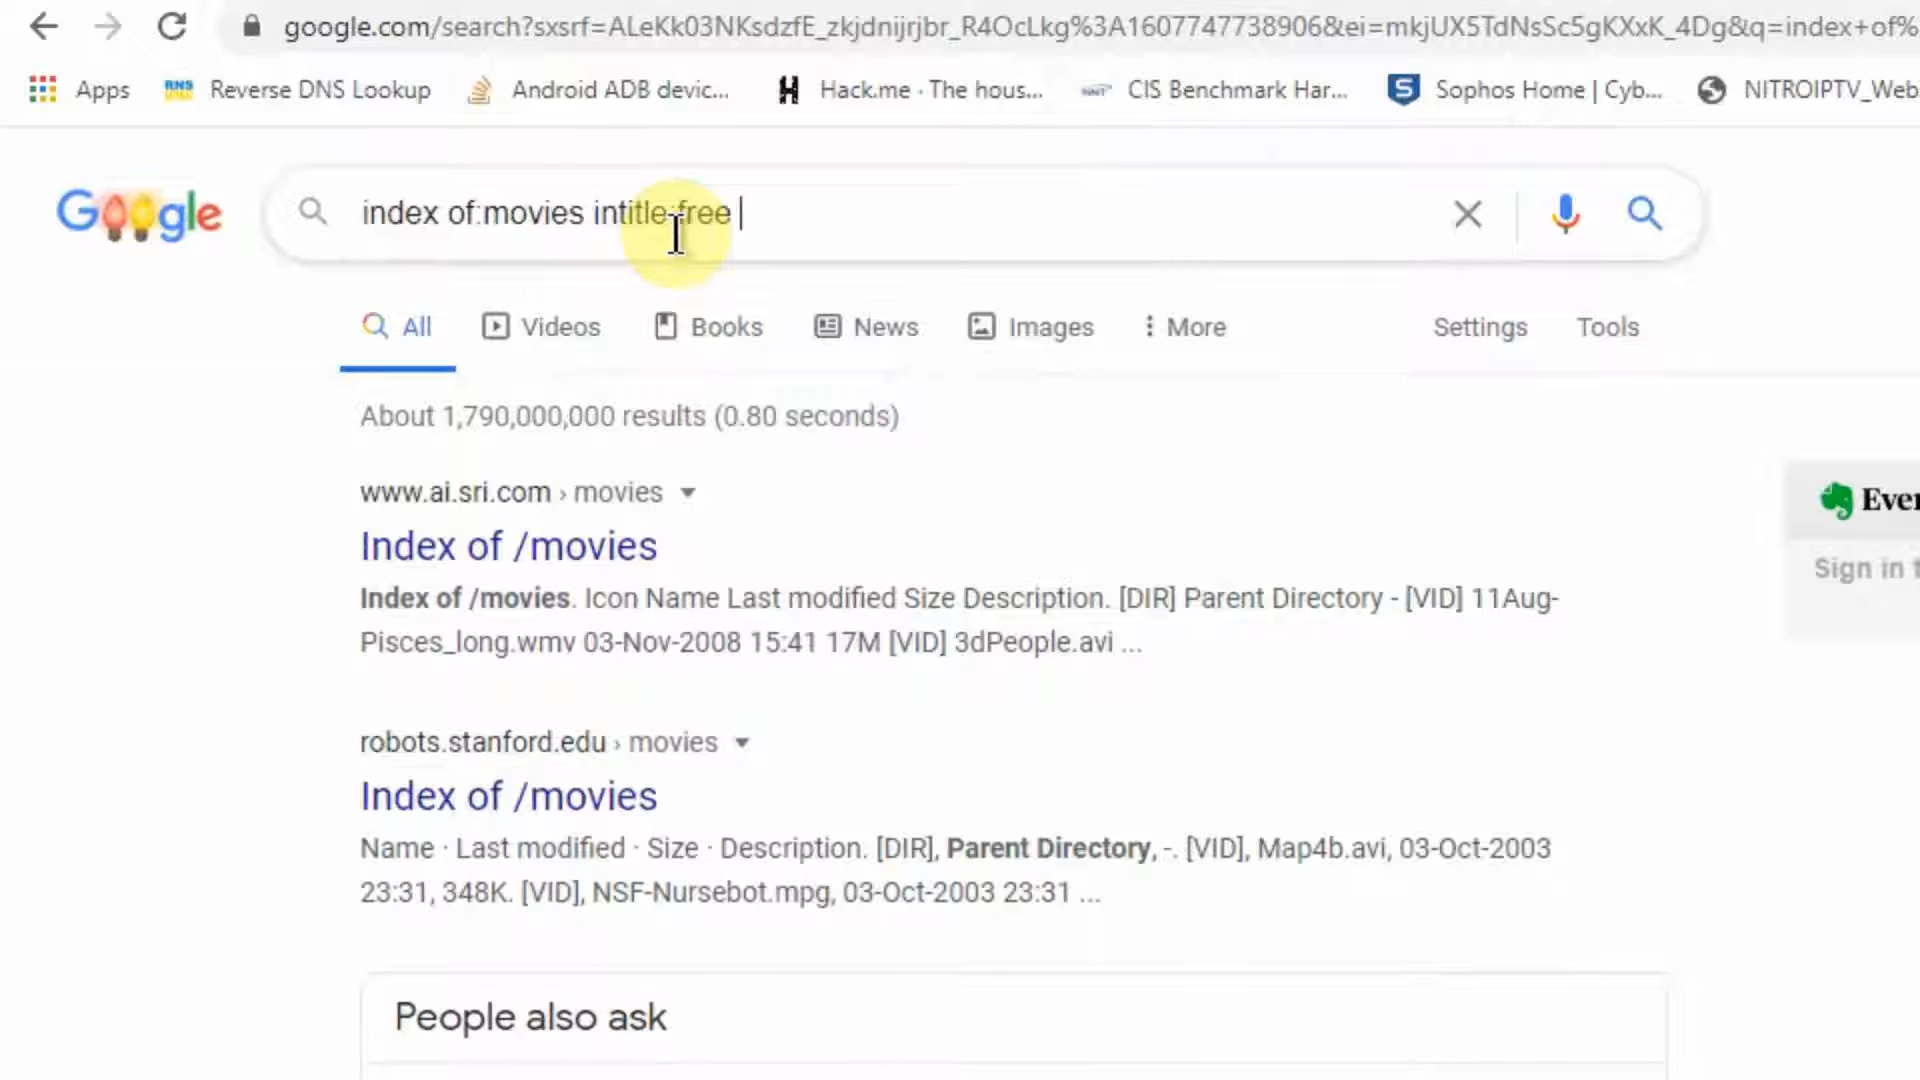 google.com/search?sxsrf=ALeKk03NKsdzfE_zkjdnijrjbr_R4OcLkg%3A1607747738906&ei=mkjUX5TdNsSc5gKXxK_4Dg&q=index+of%
Apps RNS Reverse DNS Lookup Android ADB devic... Hack.me · The hous... CIS Benchmark Har... S Sophos Home | Cyb... NITROIPTV_Web
Google index of:movies intitle:free
All Videos Books News Images More Settings Tools
About 1,790,000,000 results (0.80 seconds)
www.ai.sri.com › movies
Index of /movies
Index of /movies. Icon Name Last modified Size Description. [DIR] Parent Directory - [VID] 11Aug-
Pisces_long.wmv 03-Nov-2008 15:41 17M [VID] 3dPeople.avi ...
Ever
Sign in t
robots.stanford.edu › movies
Index of /movies
Name · Last modified · Size · Description. [DIR], Parent Directory, -. [VID], Map4b.avi, 03-Oct-2003
23:31, 348K. [VID], NSF-Nursebot.mpg, 03-Oct-2003 23:31 ...
People also ask